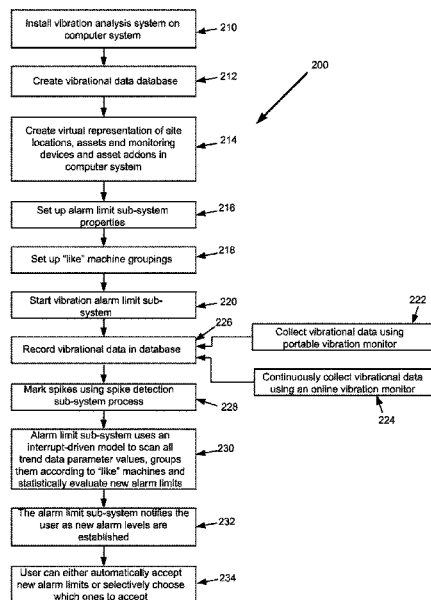 Install vibration analysis system on
computer system
210
Create vibrational data database
212
200
Create virtual representation of site
locations, assets and monitoring
devices and asset addons in
computer system
214
Set up alarm limit sub-system
properties
216
Set up "like" machine groupings
218
Start vibration alarm limit sub-
system
220
222
226
Collect vibrational data using
portable vibration monitor
Record vibrational data in database
Continuously collect vibrational data
using an online vibration monitor
224
Mark spikes using spike detection
sub-system process
228
Alarm limit sub-system uses an
interrupt-driven model to scan all
trend data parameter values, groups
them according to "like" machines and
statistically evaluate new alarm limits
230
The alarm limit sub-system notifies the
user as new alarm levels are
established
232
User can either automatically accept
new alarm limits or selectively choose
which ones to accept
234